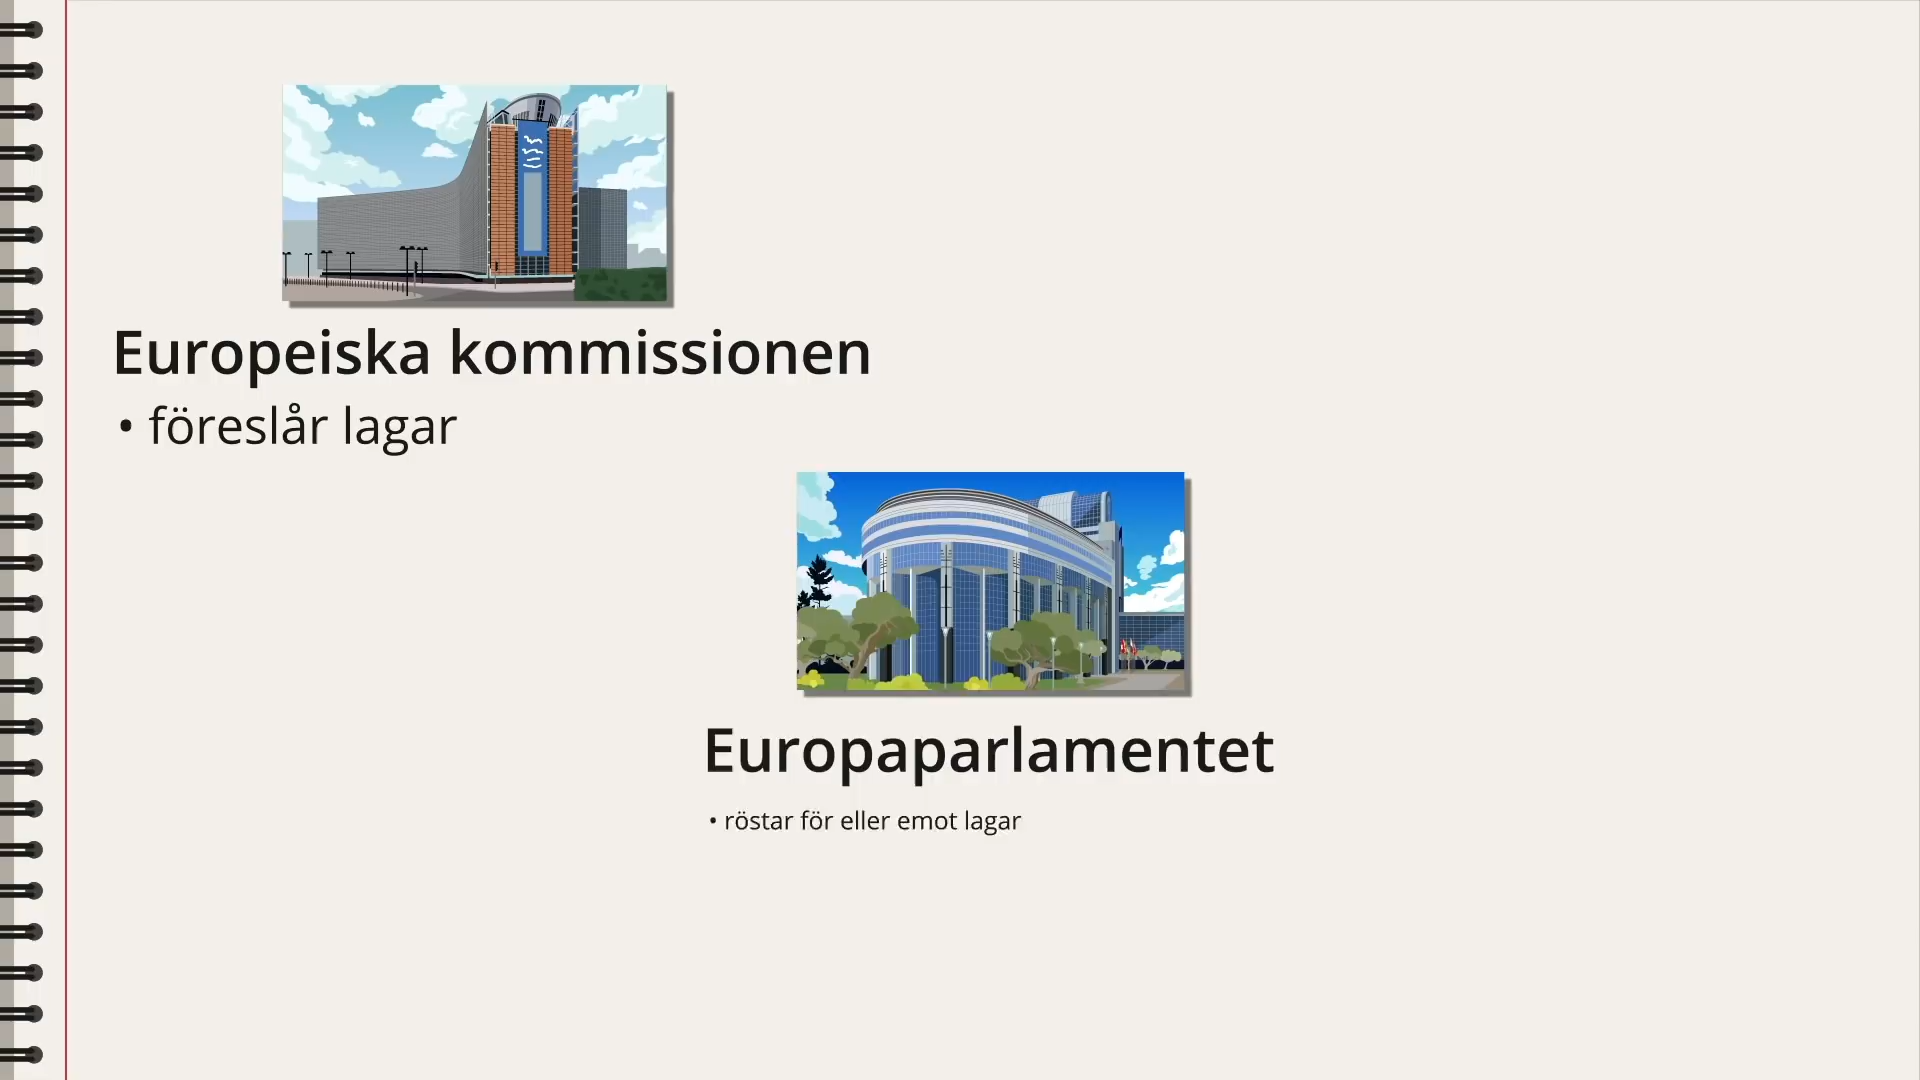 Europeiska kommissionen
• föreslår lagar
Europaparlamentet
• röstar för eller emot lagar